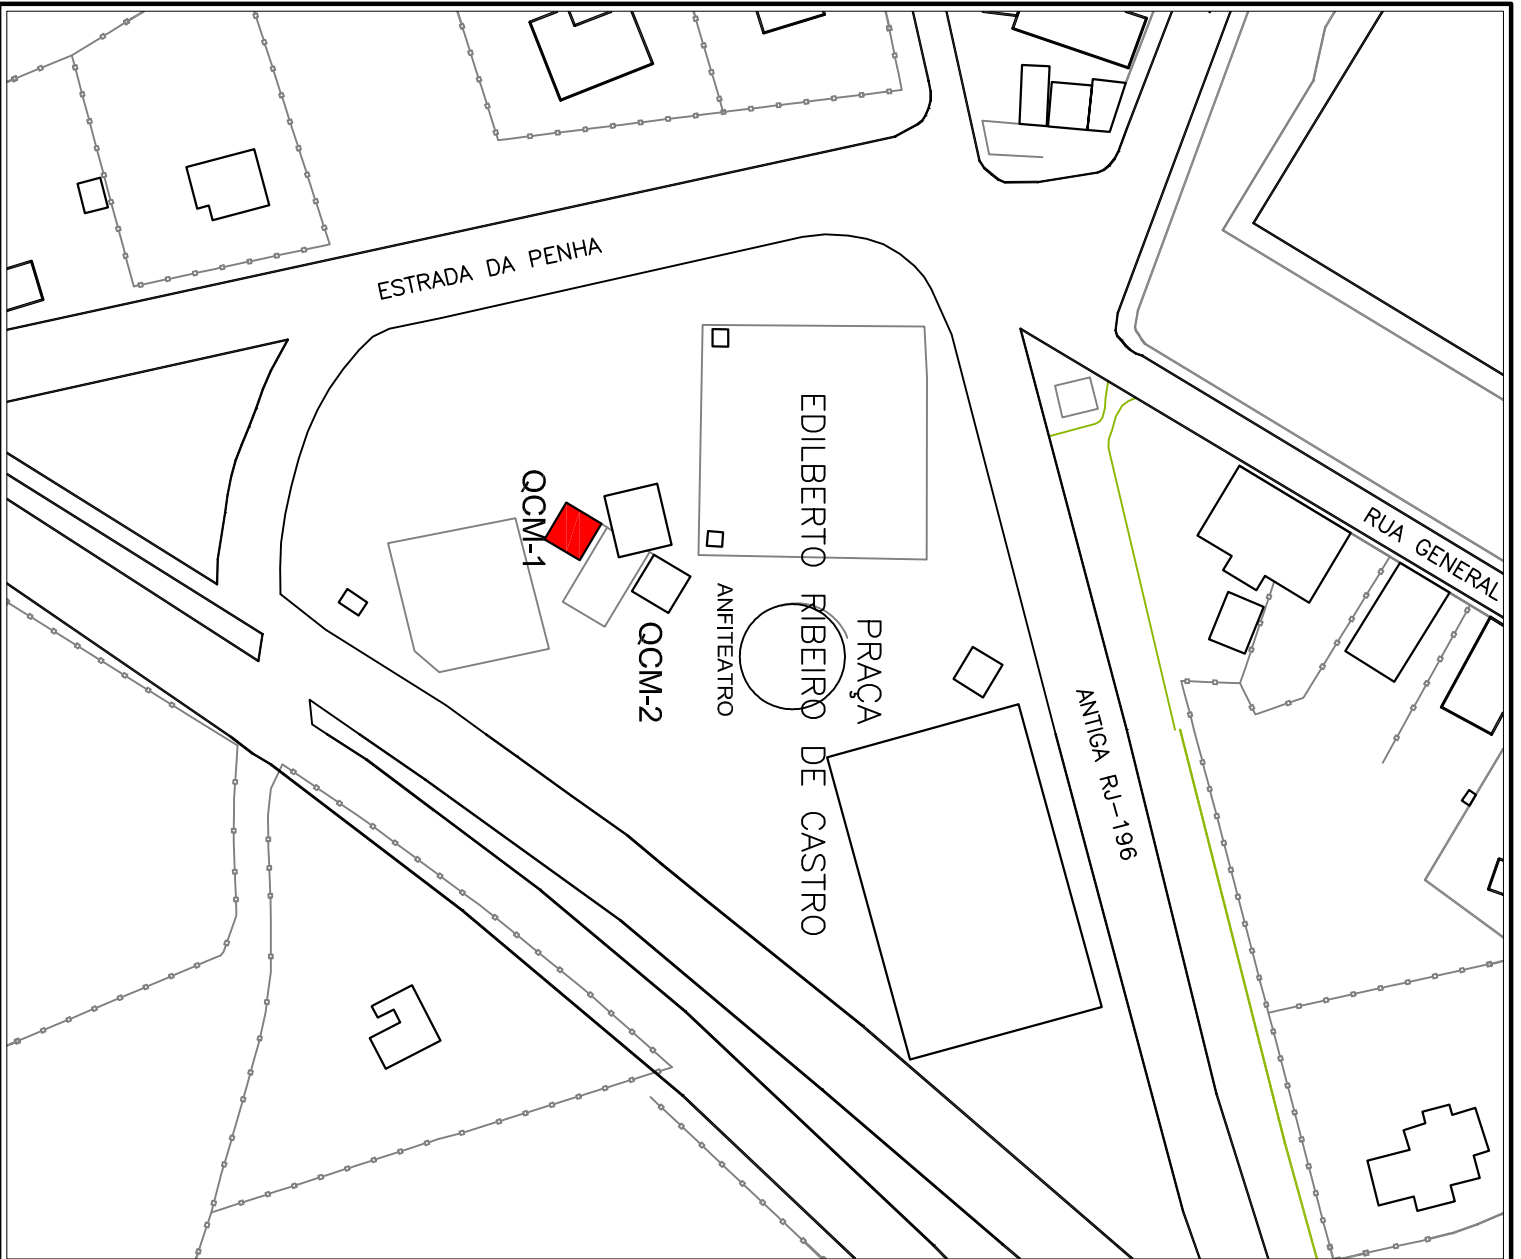 ESTRADA DA PENHA
RUA GENERAL
QCM-1
QCM-2
ANFITEATRO
PRAÇA
EDILBERTO RIBEIRO DE CASTRO
ANTIGA RJ-196